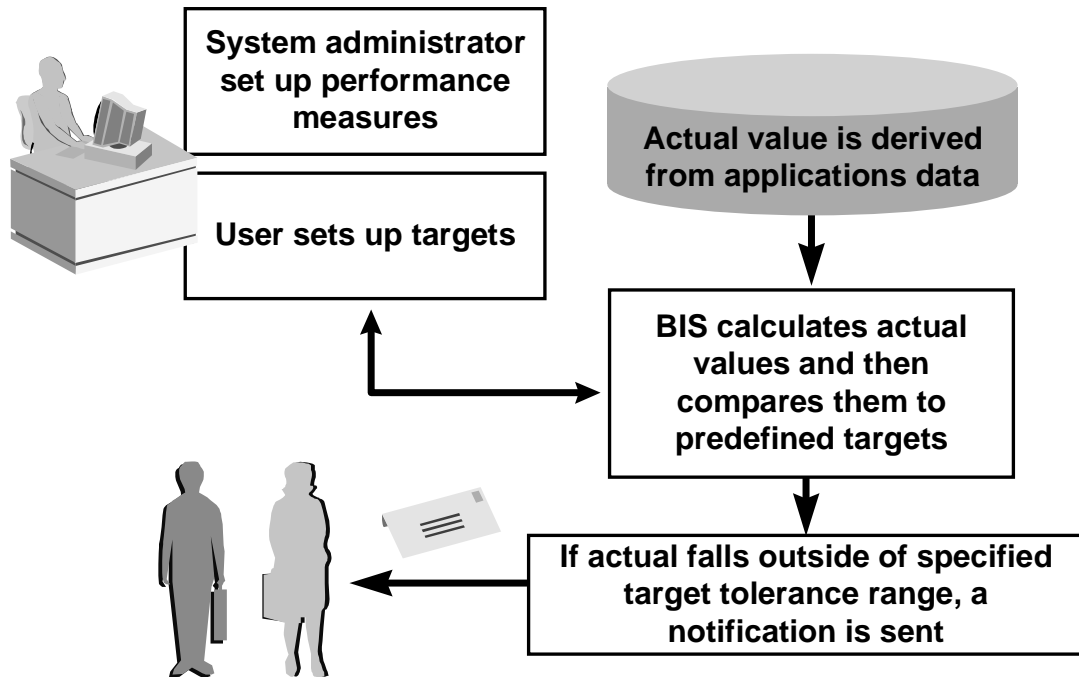 System administrator
set up performance
measures
User sets up targets
Actual value is derived
from applications data
BIS calculates actual
values and then
compares them to
predefined targets
If actual falls outside of specified
target tolerance range, a
notification is sent